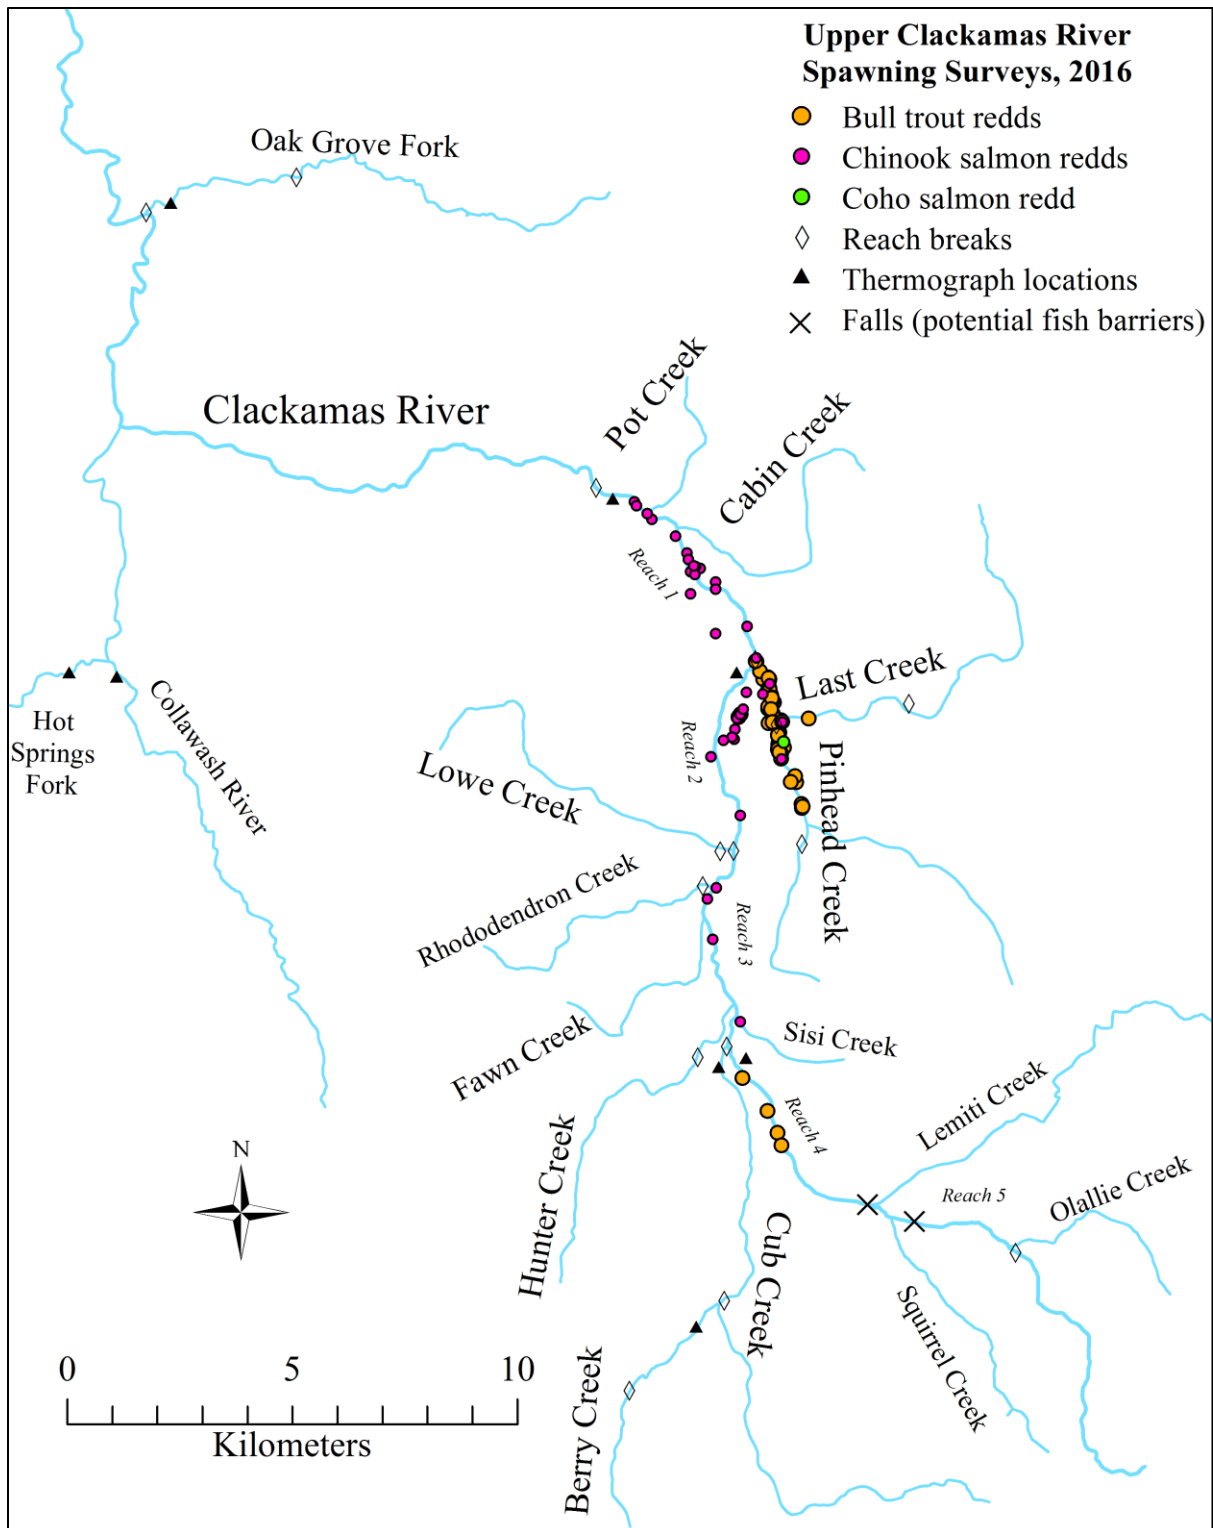 Upper Clackamas River
Spawning Surveys, 2016
Bull trout redds
Chinook salmon redds
Coho salmon redd
Reach breaks
Thermograph locations
Falls (potential fish barriers)
Oak Grove Fork
Clackamas River
Pot Creek
Cabin Creek
Reach 1
Last Creek
Hot
Springs
Fork
Collawash River
Reach 2
Lowe Creek
Pinhead Creek
Rhododendron Creek
Reach 3
Fawn Creek
Sisi Creek
Lemiti Creek
Reach 4
Hunter Creek
Reach 5
Olallie Creek
Cub Creek
Squirrel Creek
Berry Creek
N
0 5 10
Kilometers